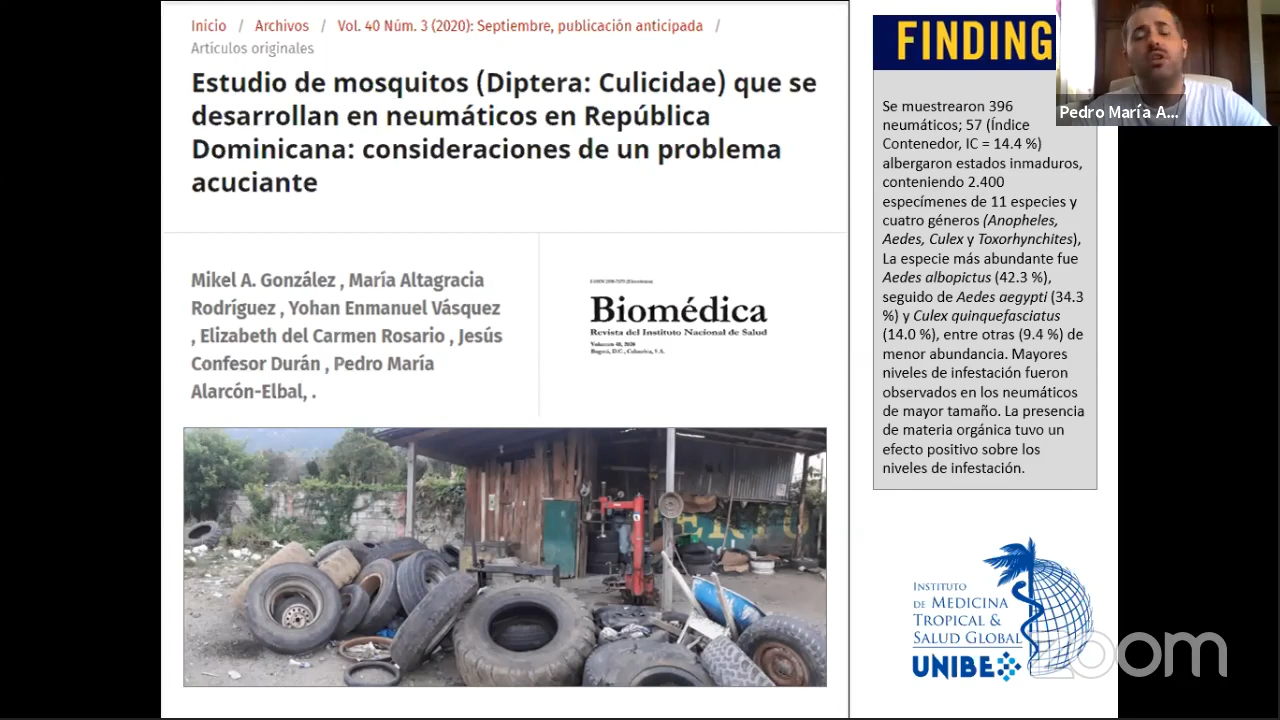 Inicio / Archivos / Vol. 40 Núm. 3 (2020): Septiembre, publicación anticipada /
Artículos originales
Estudio de mosquitos (Diptera: Culicidae) que se
desarrollan en neumáticos en República
Dominicana: consideraciones de un problema
acuciante
Mikel A. González , María Altagracia
Rodríguez , Yohan Enmanuel Vásquez
, Elizabeth del Carmen Rosario , Jesús
Confesor Durán , Pedro María
Alarcón-Elbal, .
Biomédica
Revista del Instituto Nacional de Salud
Volumen 40, 2020
Bogotá, D.C., Colombia, S.A.
FINDING
Pedro María A...
Se muestrearon 396
neumáticos; 57 (Índice
Contenedor, IC = 14.4 %)
albergaron estados inmaduros,
conteniendo 2.400
especímenes de 11 especies y
cuatro géneros (Anopheles,
Aedes, Culex y Toxorhynchites),
La especie más abundante fue
Aedes albopictus (42.3 %),
seguido de Aedes aegypti (34.3
%) y Culex quinquefasciatus
(14.0 %), entre otras (9.4 %) de
menor abundancia. Mayores
niveles de infestación fueron
observados en los neumáticos
de mayor tamaño. La presencia
de materia orgánica tuvo un
efecto positivo sobre los
niveles de infestación.
INSTITUTO
DE MEDICINA
TROPICAL &
SALUD GLOBAL
UNIBE
zoom